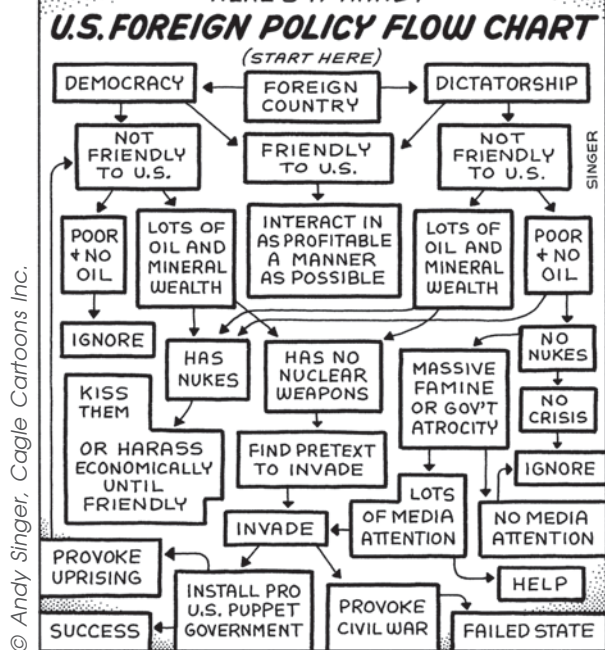 U.S. FOREIGN POLICY FLOW CHART
(START HERE)
DEMOCRACY
FOREIGN
COUNTRY
DICTATORSHIP
NOT
FRIENDLY
TO U.S.
FRIENDLY
TO U.S.
NOT
FRIENDLY
TO U.S.
SINGER
POOR
+ NO
OIL
LOTS OF
OIL AND
MINERAL
WEALTH
INTERACT IN
AS PROFITABLE
A MANNER
AS POSSIBLE
LOTS OF
OIL AND
MINERAL
WEALTH
POOR
+ NO
OIL
IGNORE
HAS
NUKES
HAS NO
NUCLEAR
WEAPONS
MASSIVE
FAMINE
OR GOV'T
ATROCITY
NO
NUKES
NO
CRISIS
IGNORE
KISS
THEM
OR HARASS
ECONOMICALLY
UNTIL
FRIENDLY
FIND PRETEXT
TO INVADE
LOTS
OF MEDIA
ATTENTION
NO MEDIA
ATTENTION
INVADE
HELP
PROVOKE
UPRISING
INSTALL PRO
U.S. PUPPET
GOVERNMENT
PROVOKE
CIVIL WAR
FAILED STATE
SUCCESS
© Andy Singer, Cagle Cartoons Inc.